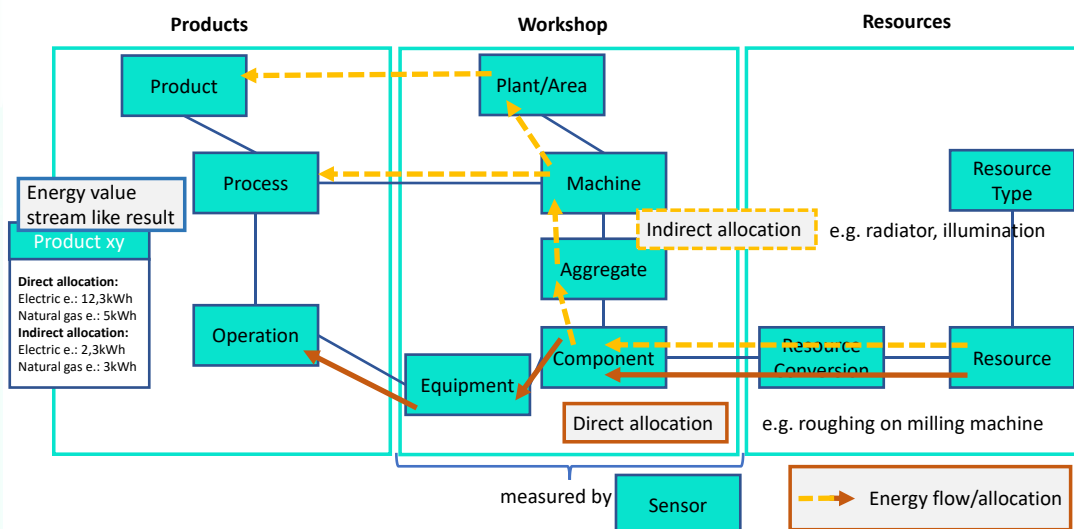 Products
Workshop
Resources
Product
Plant/Area
Process
Machine
Resource
Type
Energy value
stream like result
Product xy
Indirect allocation
e.g. radiator, illumination
Direct allocation:
Electric e.: 12,3kWh
Natural gas e.: 5kWh
Indirect allocation:
Electric e.: 2,3kWh
Natural gas e.: 3kWh
Aggregate
Operation
Equipment
Component
Resource
Conversion
Resource
Direct allocation
e.g. roughing on milling machine
measured by
Sensor
Energy flow/allocation